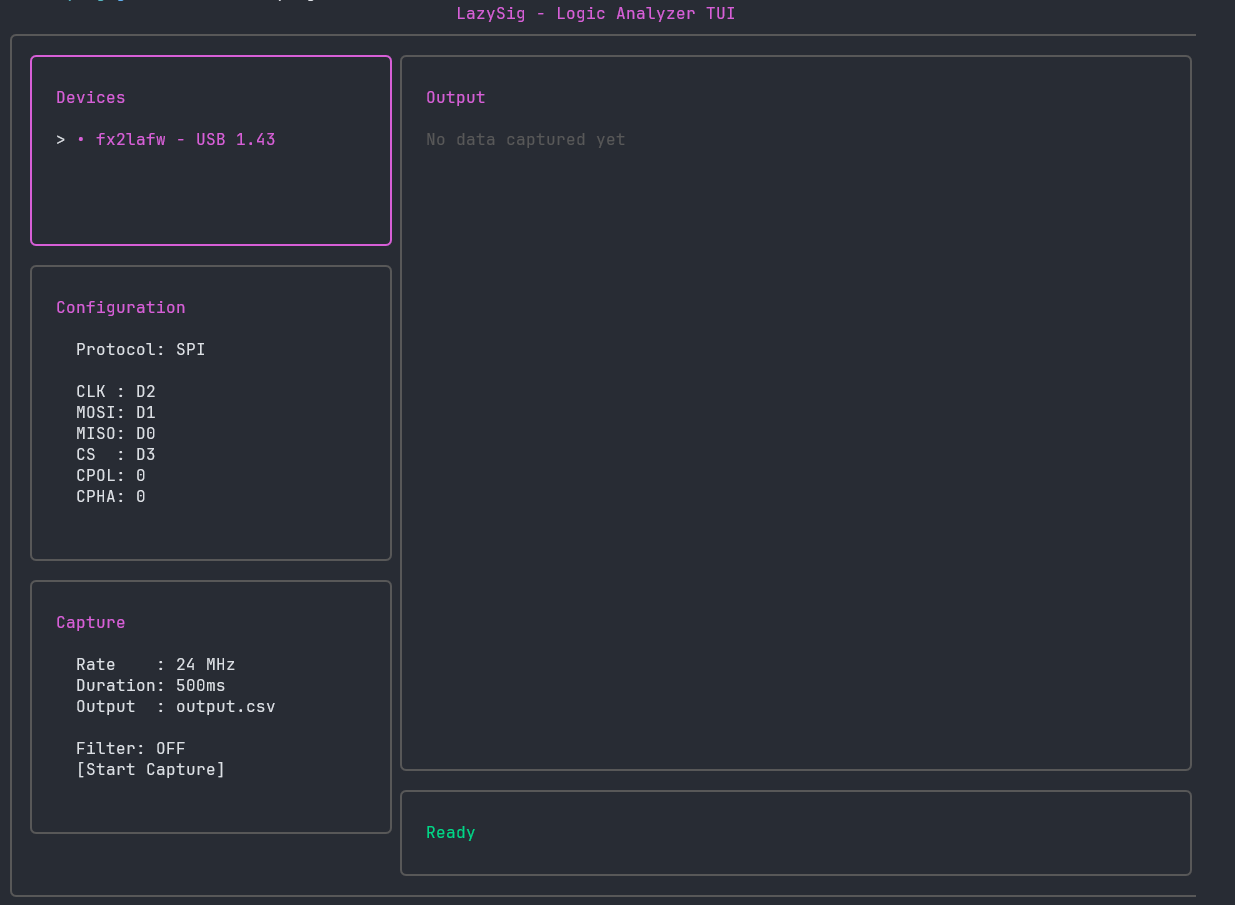 LazySig - Logic Analyzer TUI
Devices
> • fx2lafw - USB 1.43
Configuration
Protocol: SPI
CLK : D2
MOSI: D1
MISO: D0
CS  : D3
CPOL: 0
CPHA: 0
Capture
Rate    : 24 MHz
Duration: 500ms
Output  : output.csv
Filter: OFF
[Start Capture]
Output
No data captured yet
Ready